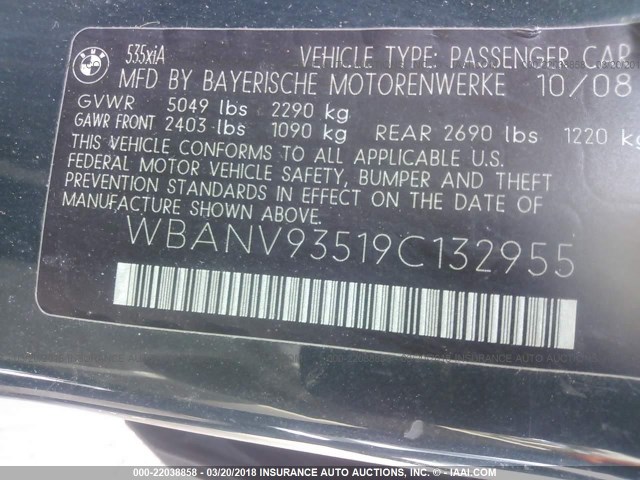 BMW
535xiA
VEHICLE TYPE: PASSENGER CAR
MFD BY BAYERISCHE MOTORENWERKE 10/08
GVWR 5049 lbs 2290 kg
GAWR FRONT 2403 lbs 1090 kg REAR 2690 lbs 1220 kg
THIS VEHICLE CONFORMS TO ALL APPLICABLE U.S.
FEDERAL MOTOR VEHICLE SAFETY, BUMPER AND THEFT
PREVENTION STANDARDS IN EFFECT ON THE DATE OF
MANUFACTURE SHOWN ABOVE.
WBANV93519C132955
000-22038858 - 03/20/2018 INSURANCE AUTO AUCTIONS, INC. - IAAI.COM